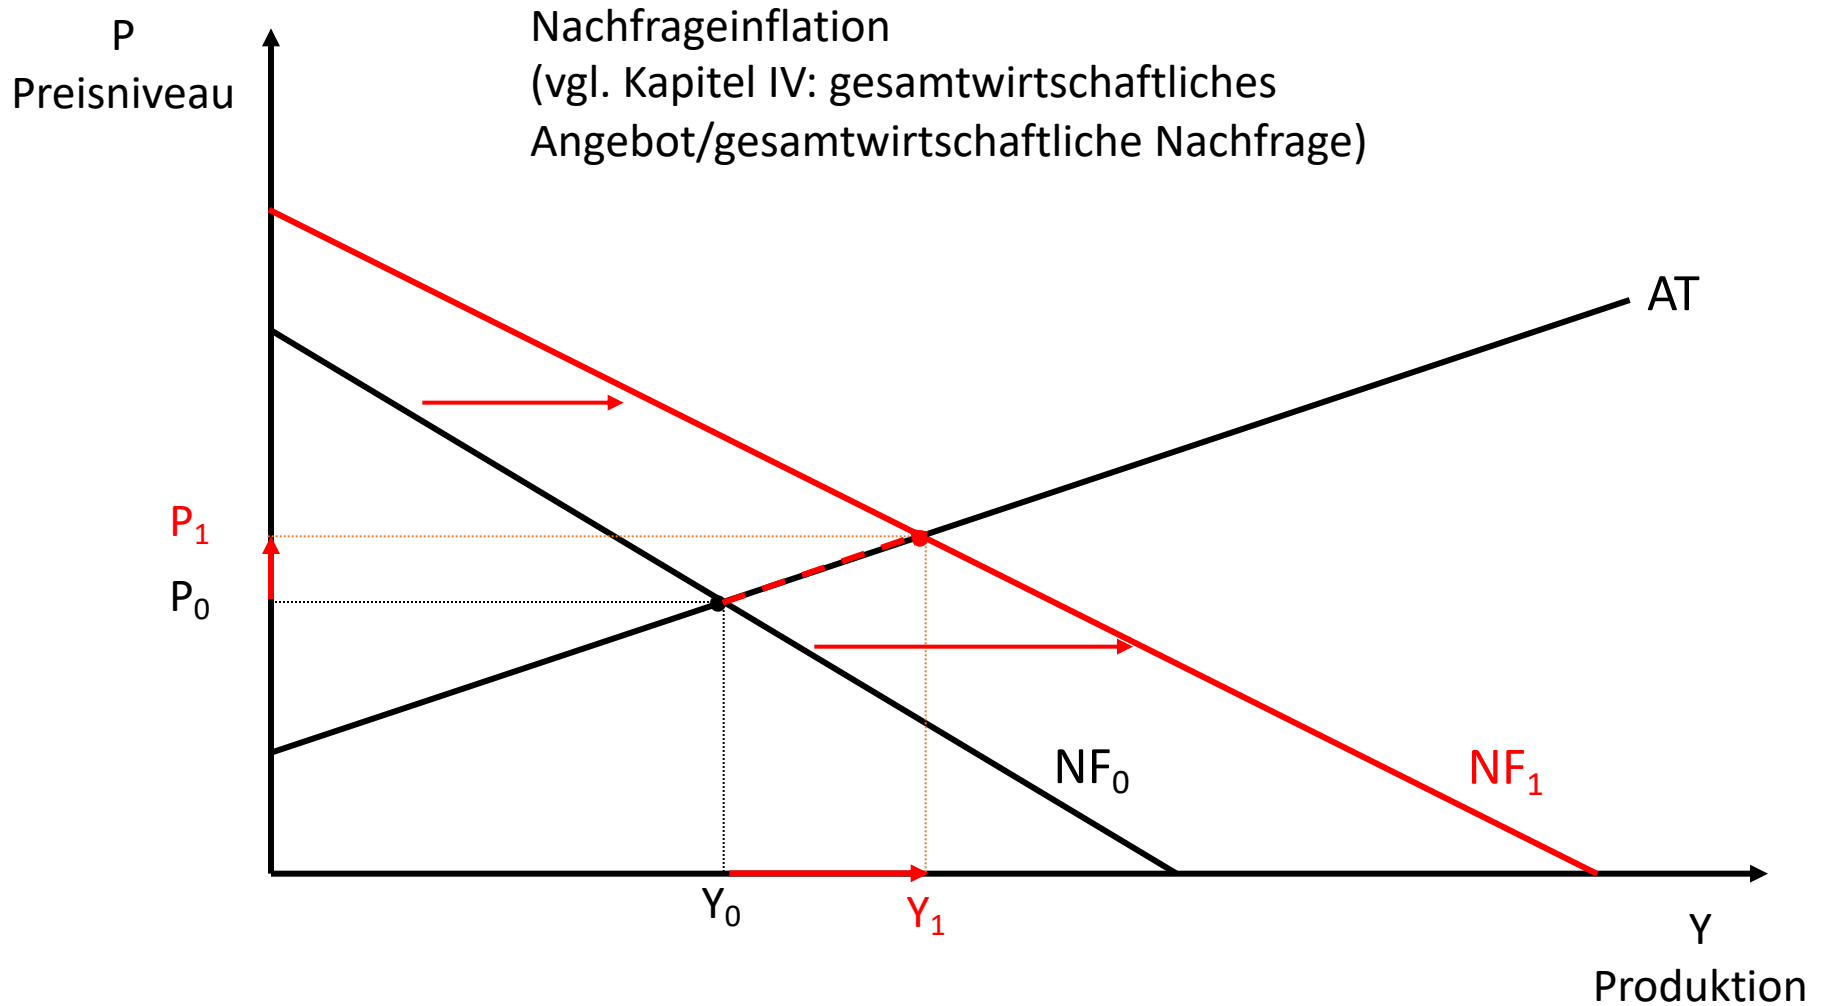 P
Preisniveau
Nachfrageinflation
(vgl. Kapitel IV: gesamtwirtschaftliches
Angebot/gesamtwirtschaftliche Nachfrage)
AT
P₁
P₀
NF₀
NF₁
Y₀
Y₁
Y
Produktion